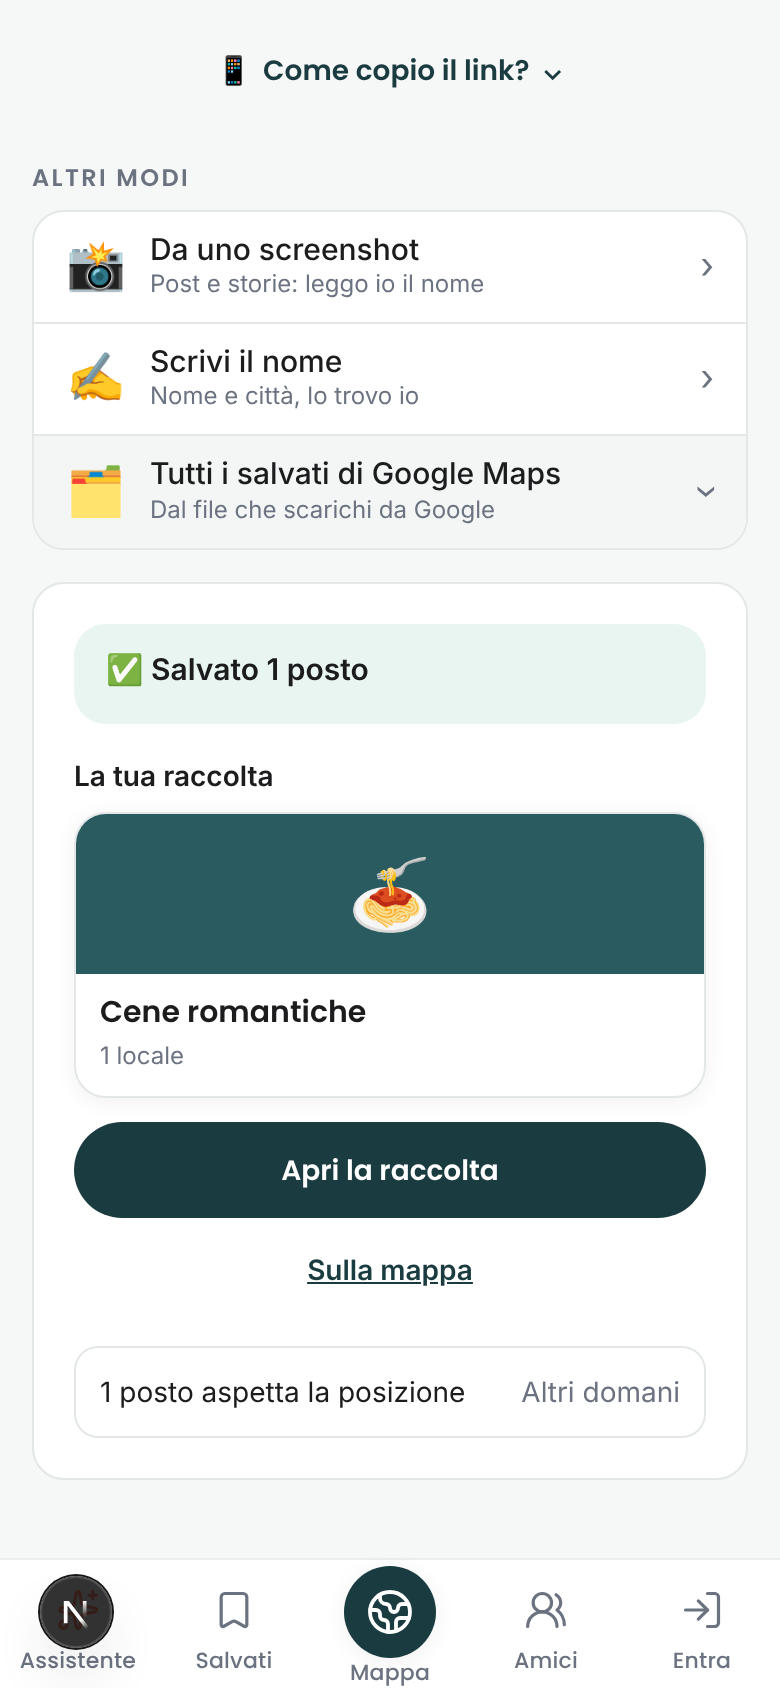 Come copio il link?
ALTRI MODI
Da uno screenshot
Post e storie: leggo io il nome
Scrivi il nome
Nome e città, lo trovo io
Tutti i salvati di Google Maps
Dal file che scarichi da Google
Salvato 1 posto
La tua raccolta
Cene romantiche
1 locale
Apri la raccolta
Sulla mappa
1 posto aspetta la posizione Altri domani
N
Assistente Salvati Mappa Amici Entra